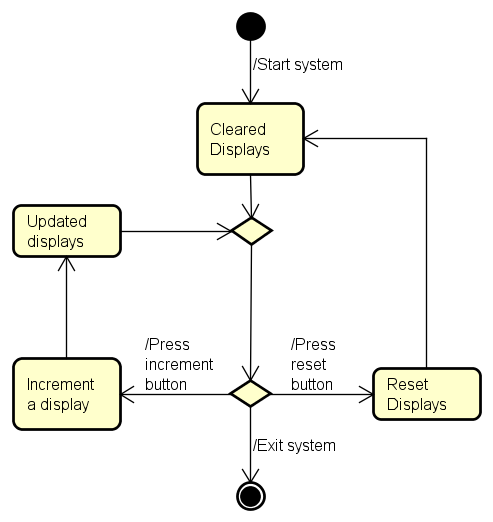 /Start system
Cleared
Displays
Updated
displays
/Press
increment
button
/Press
reset
button
Increment
a display
Reset
Displays
/Exit system